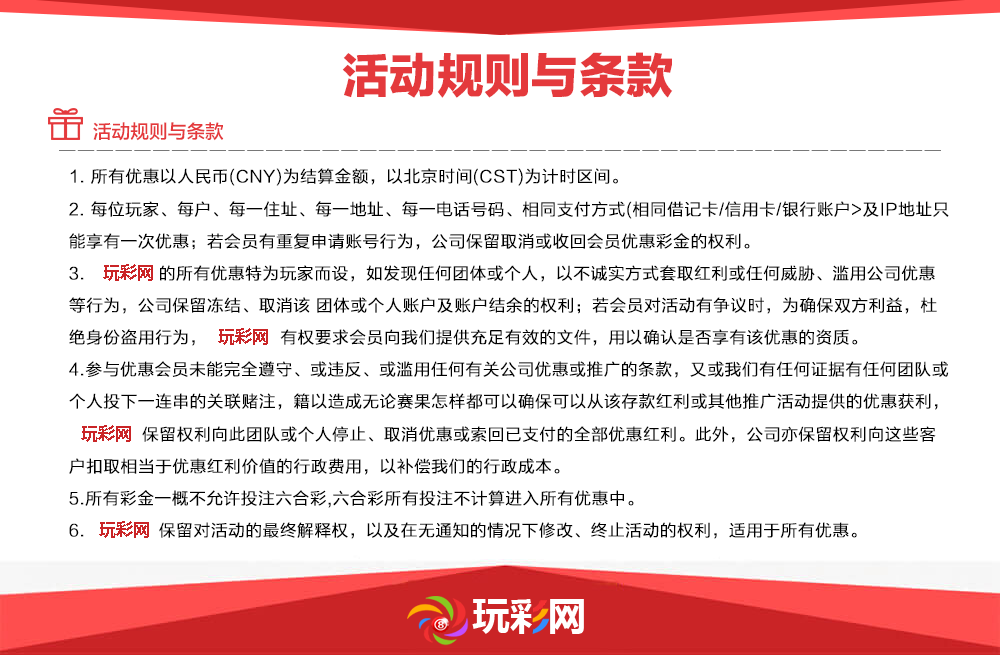 活动规则与条款
活动规则与条款
1. 所有优惠以人民币(CNY)为结算金额，以北京时间(CST)为计时区间。
2. 每位玩家、每户、每一住址、每一地址、每一电话号码、相同支付方式(相同借记卡/信用卡/银行账户>及IP地址只
能享有一次优惠；若会员有重复申请账号行为，公司保留取消或收回会员优惠彩金的权利。
3. 玩彩网 的所有优惠特为玩家而设，如发现任何团体或个人，以不诚实方式套取红利或任何威胁、滥用公司优惠
等行为，公司保留冻结、取消该 团体或个人账户及账户结余的权利；若会员对活动有争议时，为确保双方利益，杜
绝身份盗用行为， 玩彩网 有权要求会员向我们提供充足有效的文件，用以确认是否享有该优惠的资质。
4.参与优惠会员未能完全遵守、或违反、或滥用任何有关公司优惠或推广的条款，又或我们有任何证据有任何团队或
个人投下一连串的关联赌注，籍以造成无论赛果怎样都可以确保可以从该存款红利或其他推广活动提供的优惠获利，
玩彩网 保留权利向此团队或个人停止、取消优惠或索回已支付的全部优惠红利。此外，公司亦保留权利向这些客
户扣取相当于优惠红利价值的行政费用，以补偿我们的行政成本。
5.所有彩金一概不允许投注六合彩,六合彩所有投注不计算进入所有优惠中。
6. 玩彩网 保留对活动的最终解释权，以及在无通知的情况下修改、终止活动的权利，适用于所有优惠。
8 玩彩网